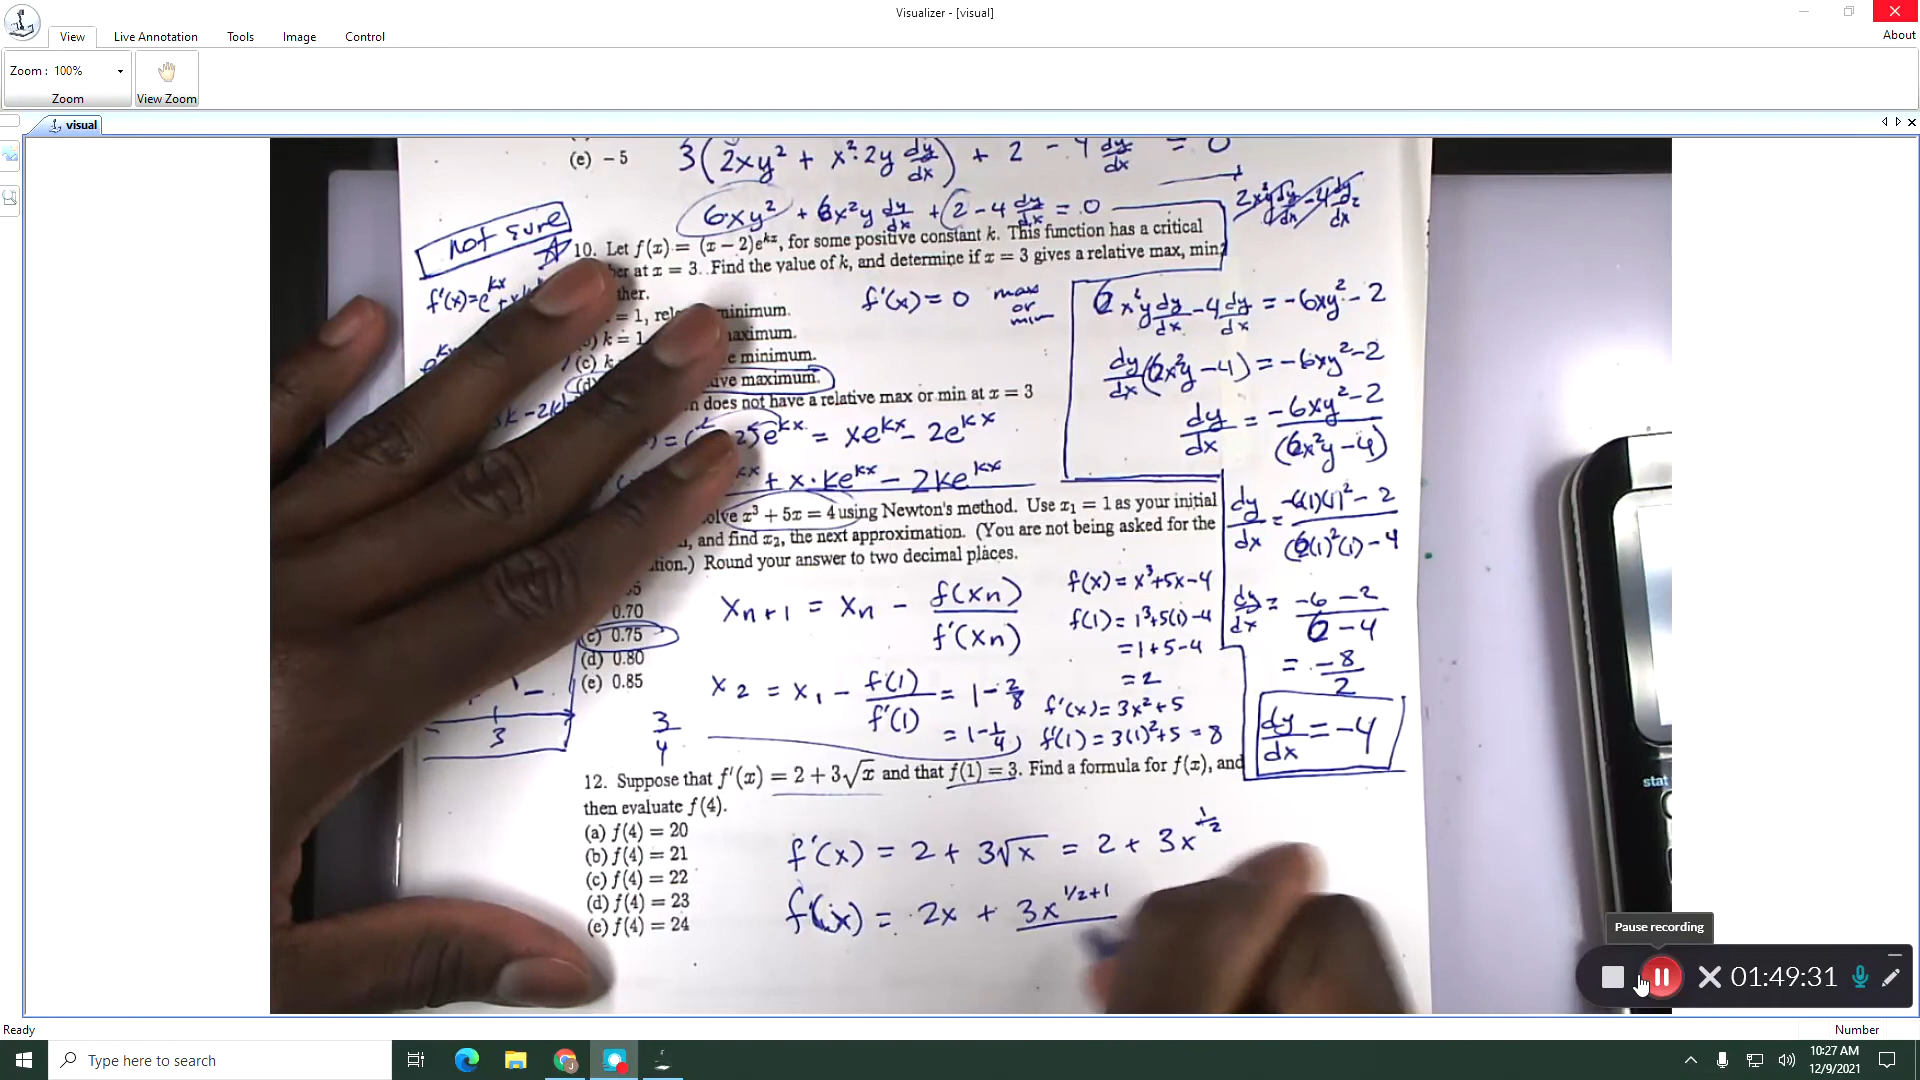 Visualizer - [visual]
View Live Annotation Tools Image Control About
Zoom : 100%
Zoom View Zoom
visual
(e) −5 3(2xy² + x²·2y dy/dx) + 2 − 4 dy/dx = 0
6xy² + 6x²y dy/dx + 2 − 4 dy/dx = 0
not sure
10. Let f(x) = (x − 2)e^{kx}, for some positive constant k. This function has a critical
at x = 3. Find the value of k, and determine if x = 3 gives a relative max, min,
f'(x) = 0 max or min
= 1, minimum.
k = 1
(c) minimum.
(d) maximum.
does not have a relative max or min at x = 3
e^{kx} = xe^{kx} − 2e^{kx}
+ x·ke^{kx} − 2ke^{kx}
x²y dy/dx − 4 dy/dx = −6xy² − 2
dy/dx (6x²y − 4) = −6xy² − 2
dy/dx = (−6xy² − 2)/(6x²y − 4)
dy/dx = (−6(1)(1)² − 2)/(6(1)²(1) − 4)
dy/dx = (−6 − 2)/(6 − 4)
= −8/2
dy/dx = −4
x³ + 5x = 4 using Newton's method. Use x₁ = 1 as your initial
and find x₂, the next approximation. (You are not being asked for the
Round your answer to two decimal places.
0.70
(c) 0.75
(d) 0.80
(e) 0.85
x_{n+1} = x_n − f(x_n)/f'(x_n)
x₂ = x₁ − f(1)/f'(1) = 1 − 2/8
= 1 − 1/4
3/4
f(x) = x³+5x−4
f(1) = 1³+5(1)−4
= 1+5−4
= 2
f'(x) = 3x²+5
f'(1) = 3(1)²+5 = 8
3
12. Suppose that f'(x) = 2 + 3√x and that f(1) = 3. Find a formula for f(x), and
then evaluate f(4).
(a) f(4) = 20
(b) f(4) = 21
(c) f(4) = 22
(d) f(4) = 23
(e) f(4) = 24
f'(x) = 2 + 3√x = 2 + 3x^{1/2}
f(x) = 2x + 3x^{1/2+1}
Pause recording
01:49:31
Ready Number
Type here to search
10:27 AM
12/9/2021